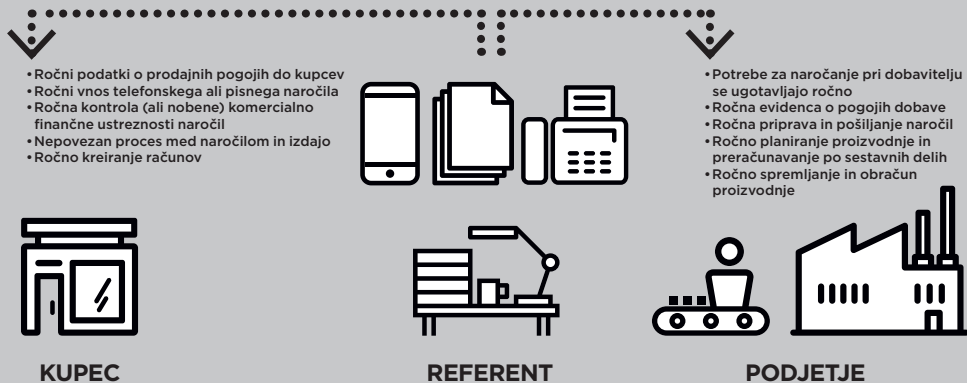 •Ročni podatki o prodajnih pogojih do kupcev
•Ročni vnos telefonskega ali pisnega naročila
•Ročna kontrola (ali nobene) komercialno
finančne ustreznosti naročil
•Nepovezan proces med naročilom in izdajo
•Ročno kreiranje računov
•Potrebe za naročanje pri dobavitelju
se ugotavljajo ročno
•Ročna evidenca o pogojih dobave
•Ročna priprava in pošiljanje naročil
•Ročno planiranje proizvodnje in
preračunavanje po sestavnih delih
•Ročno spremljanje in obračun
proizvodnje
KUPEC
REFERENT
PODJETJE